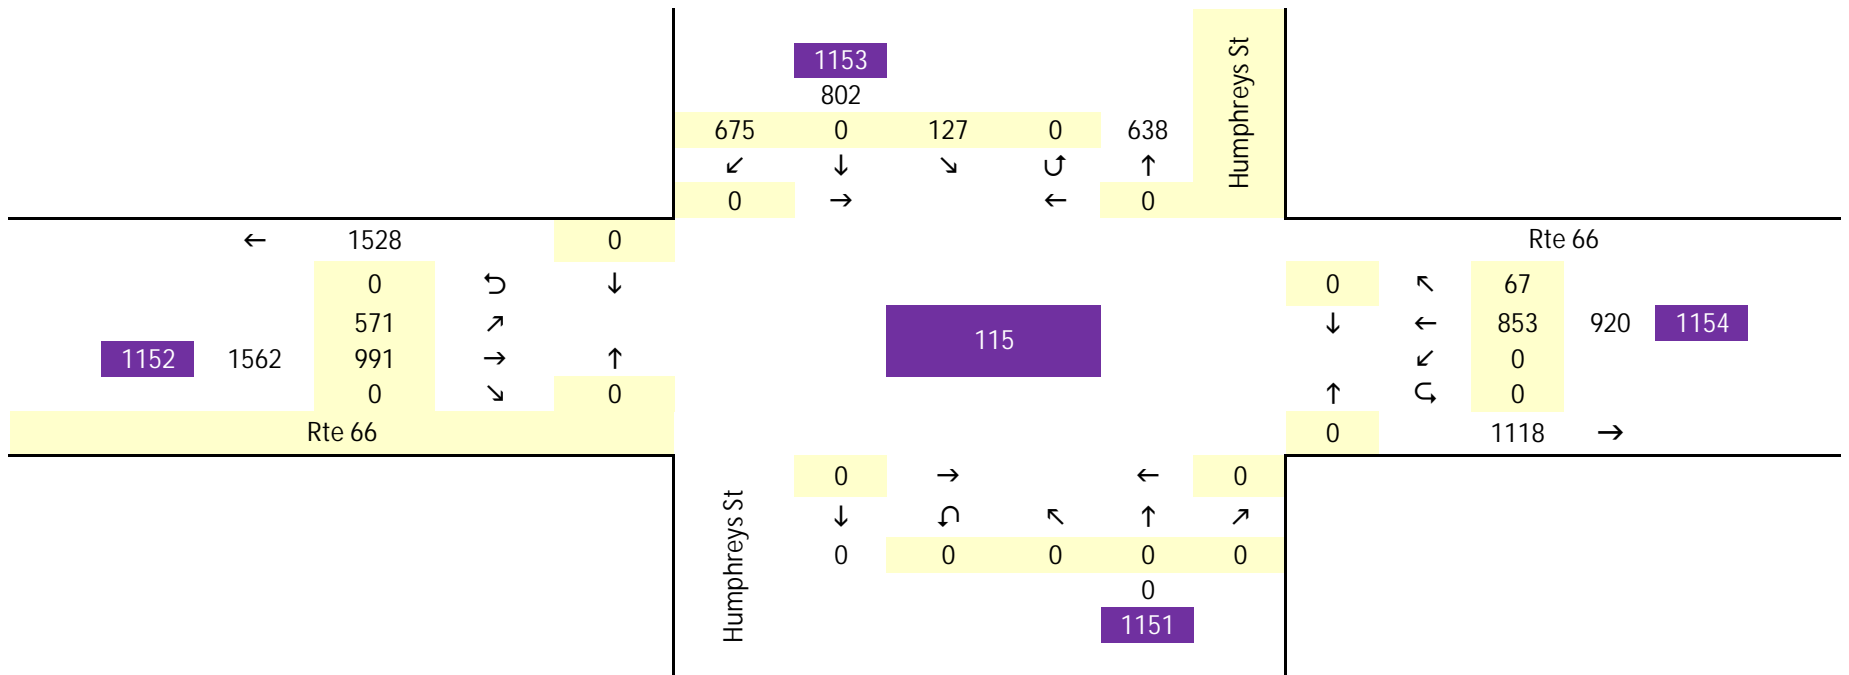 1153
802
675 0 127 0 638
↙ ↓ ↘ ⮍ ↑
0 → ← 0
Humphreys St
← 1528 0
0 ⮌ ↓
571 ↗
1152 1562 991 → ↑
0 ↘ 0
Rte 66
115
Rte 66
0 ↖ 67
↓ ← 853 920 1154
↙ 0
↑ ⮎ 0
0 1118 →
Humphreys St
0 → ← 0
↓ ⮏ ↖ ↑ ↗
0 0 0 0 0
0
1151